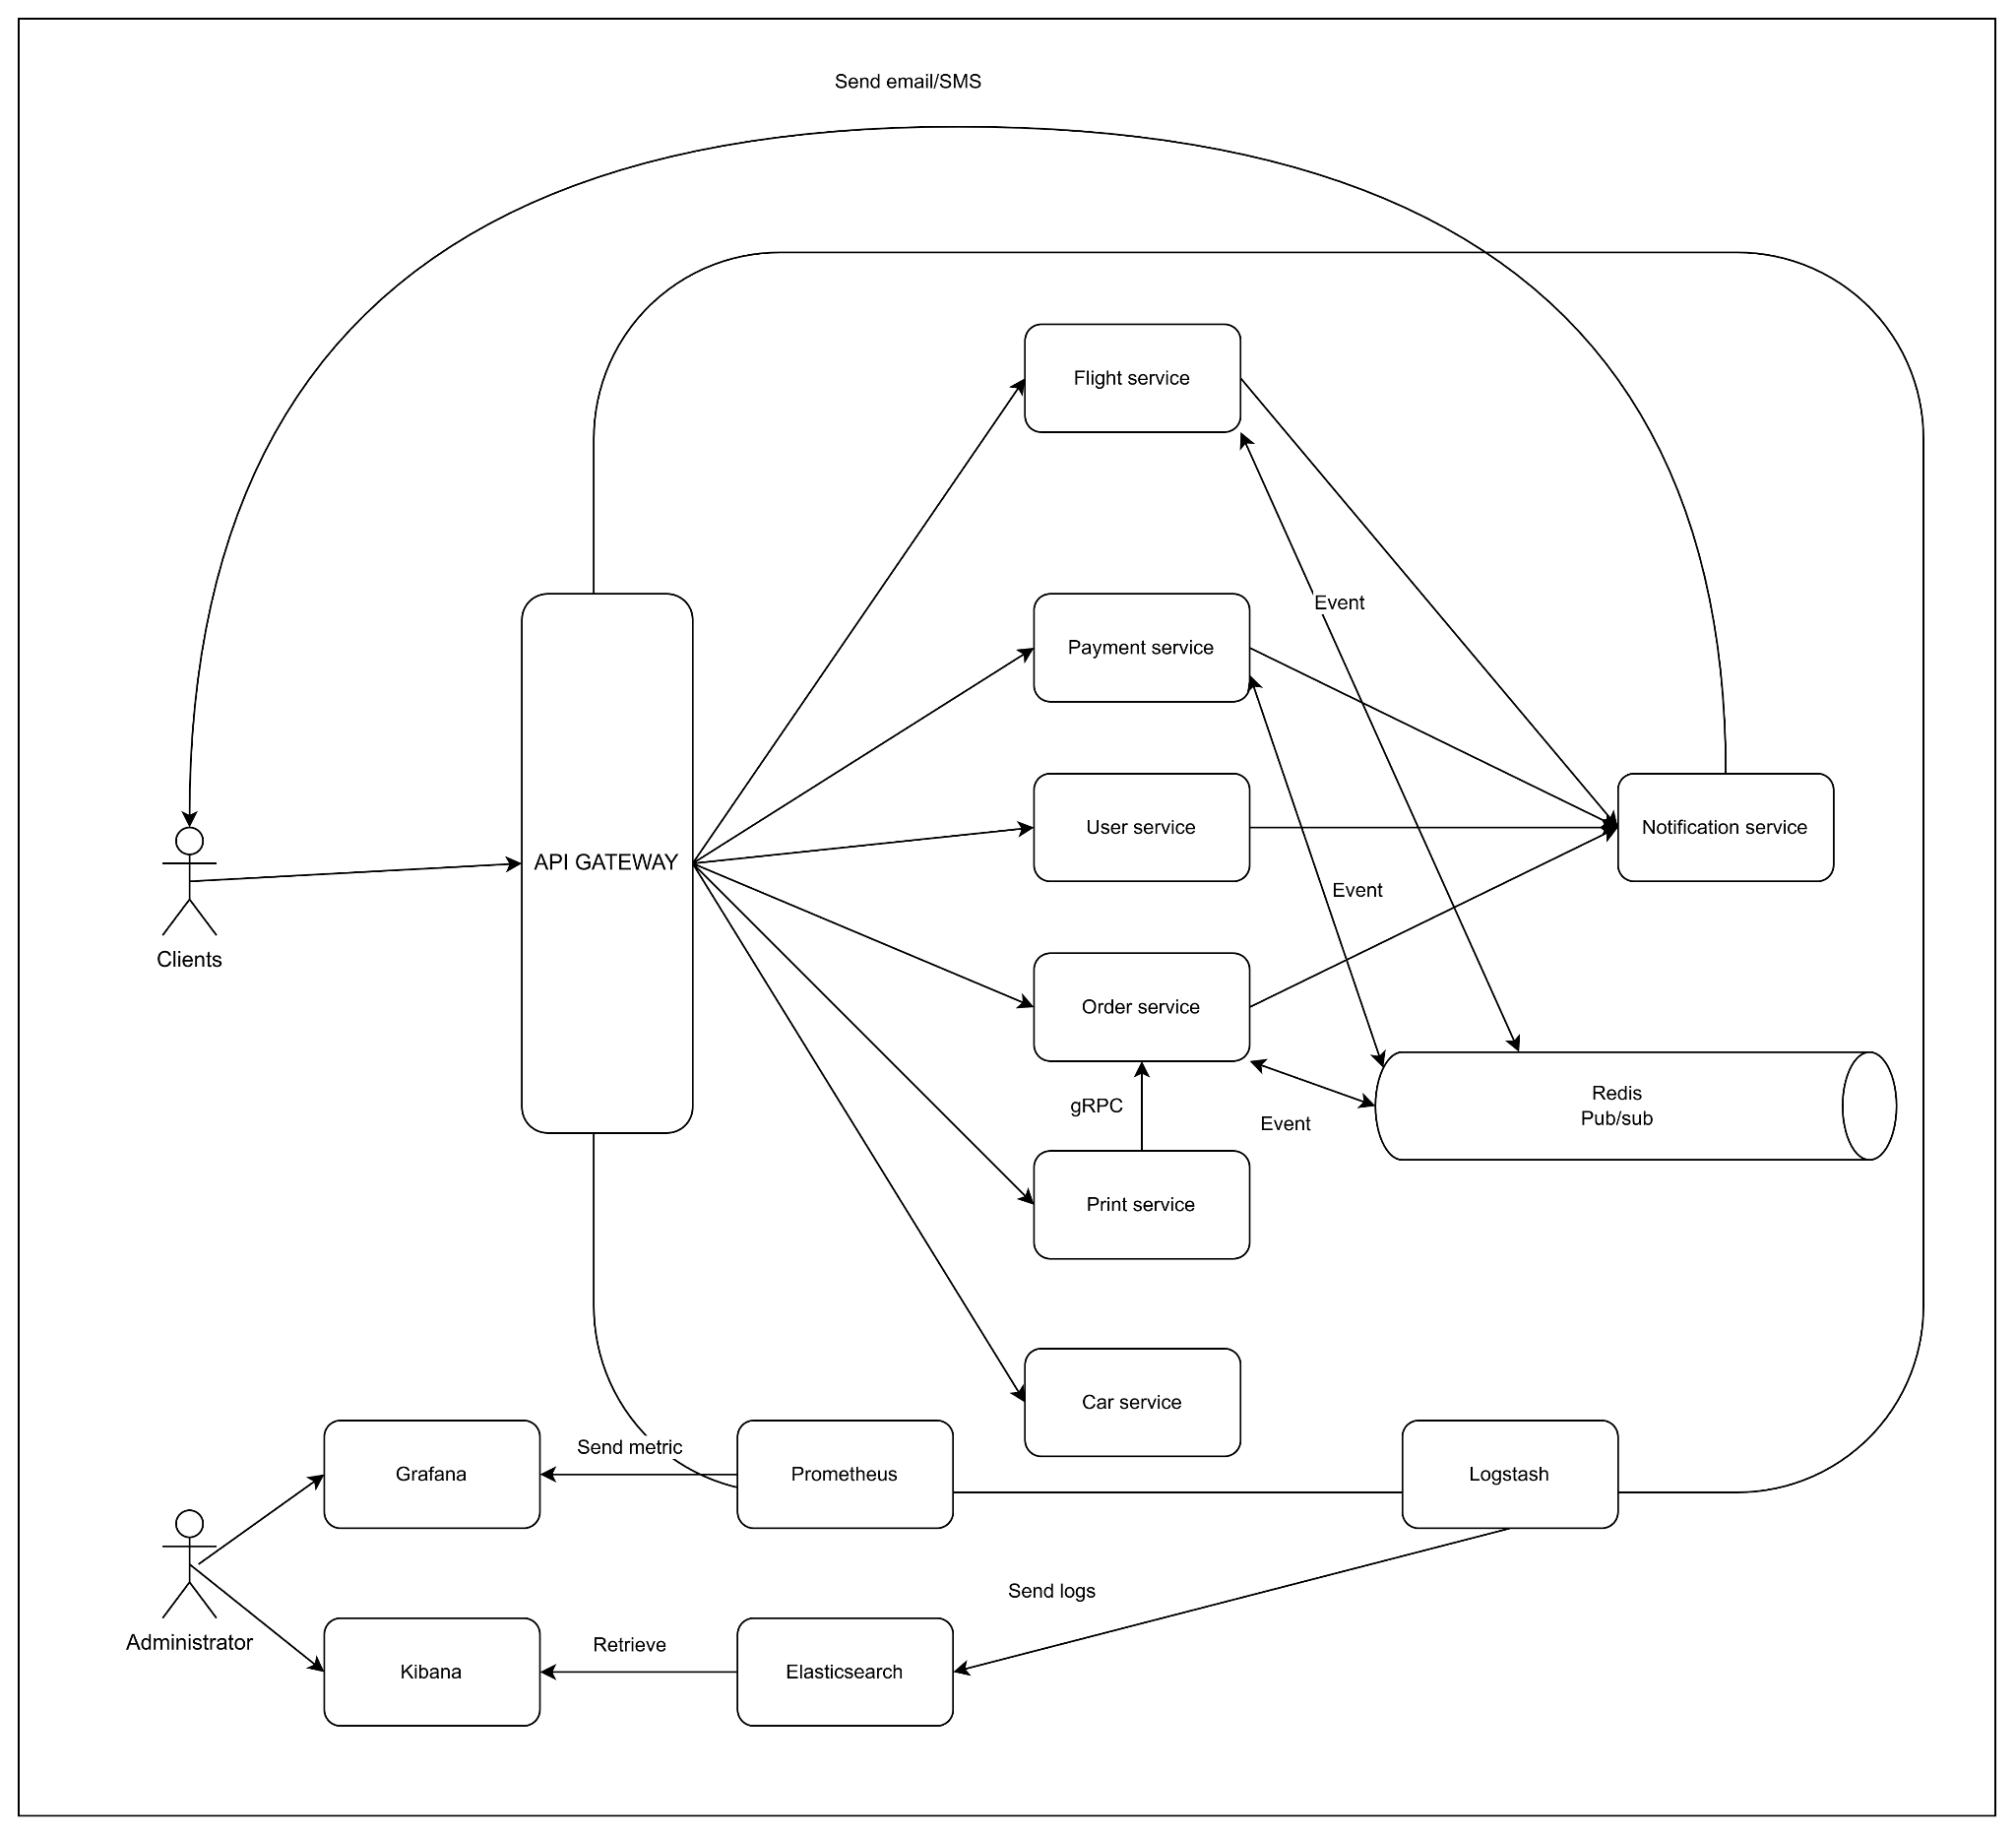 Send email/SMS
Flight service
Event
Payment service
User service
Notification service
API GATEWAY
Event
Clients
Order service
gRPC
Event
Redis
Pub/sub
Print service
Car service
Send metric
Grafana
Prometheus
Logstash
Send logs
Administrator
Retrieve
Kibana
Elasticsearch